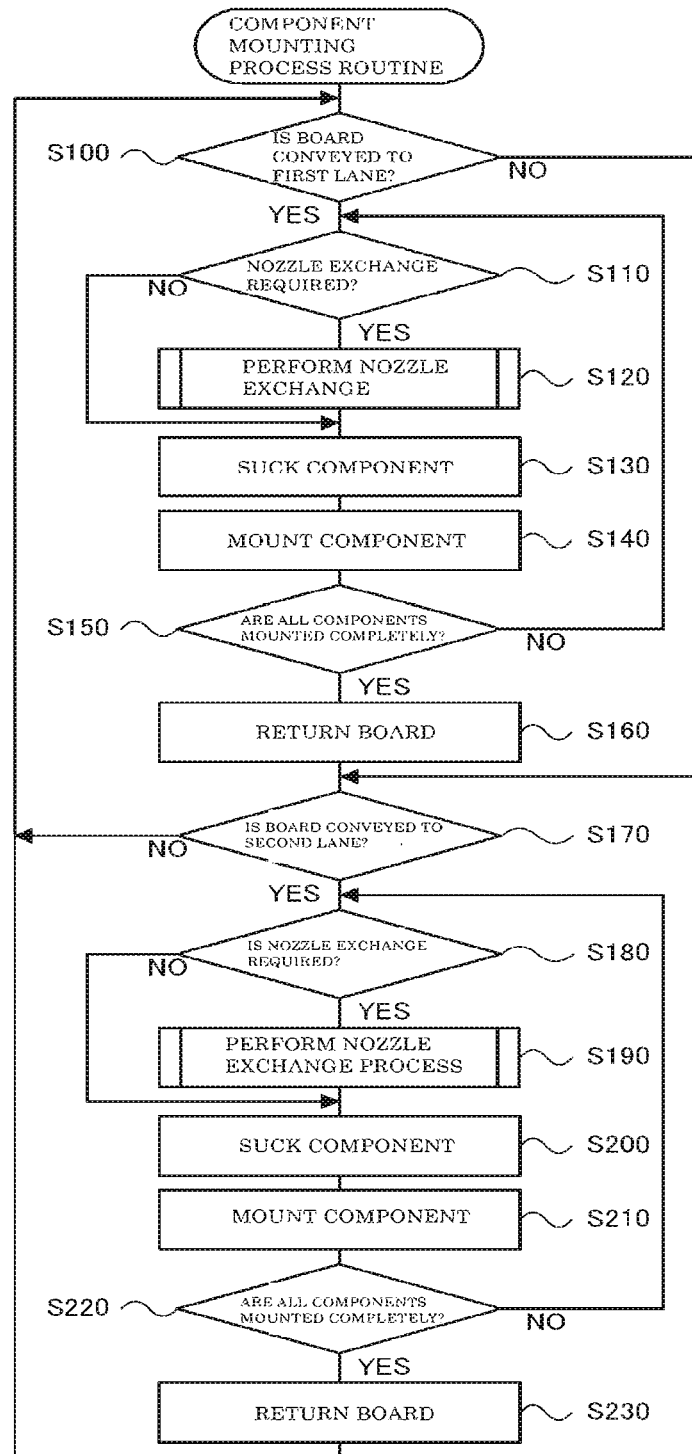 COMPONENT
MOUNTING
PROCESS ROUTINE
S100
IS BOARD
CONVEYED TO
FIRST LANE?
NO
YES
NOZZLE EXCHANGE
REQUIRED?
S110
NO
YES
PERFORM NOZZLE
EXCHANGE
S120
SUCK COMPONENT
S130
MOUNT COMPONENT
S140
S150
ARE ALL COMPONENTS
MOUNTED COMPLETELY?
NO
YES
RETURN BOARD
S160
IS BOARD CONVEYED TO
SECOND LANE?
S170
NO
YES
IS NOZZLE EXCHANGE
REQUIRED?
S180
NO
YES
PERFORM NOZZLE
EXCHANGE PROCESS
S190
SUCK COMPONENT
S200
MOUNT COMPONENT
S210
S220
ARE ALL COMPONENTS
MOUNTED COMPLETELY?
NO
YES
RETURN BOARD
S230